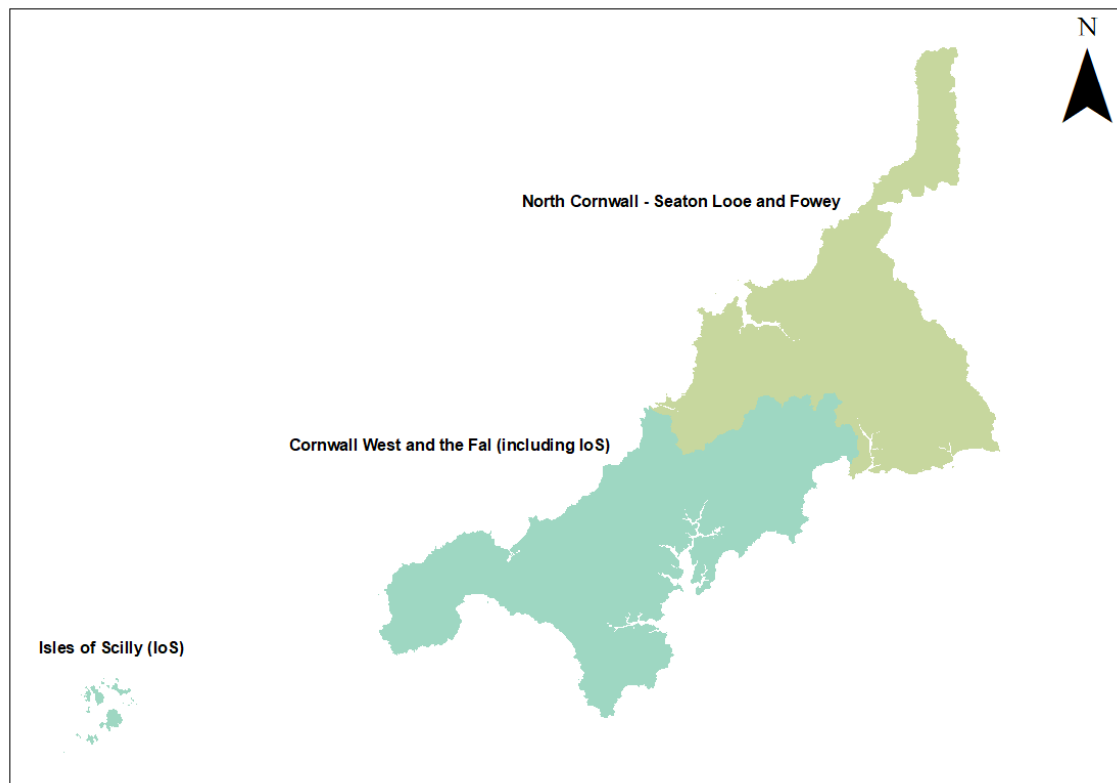 N
North Cornwall - Seaton Looe and Fowey
Cornwall West and the Fal (including IoS)
Isles of Scilly (IoS)